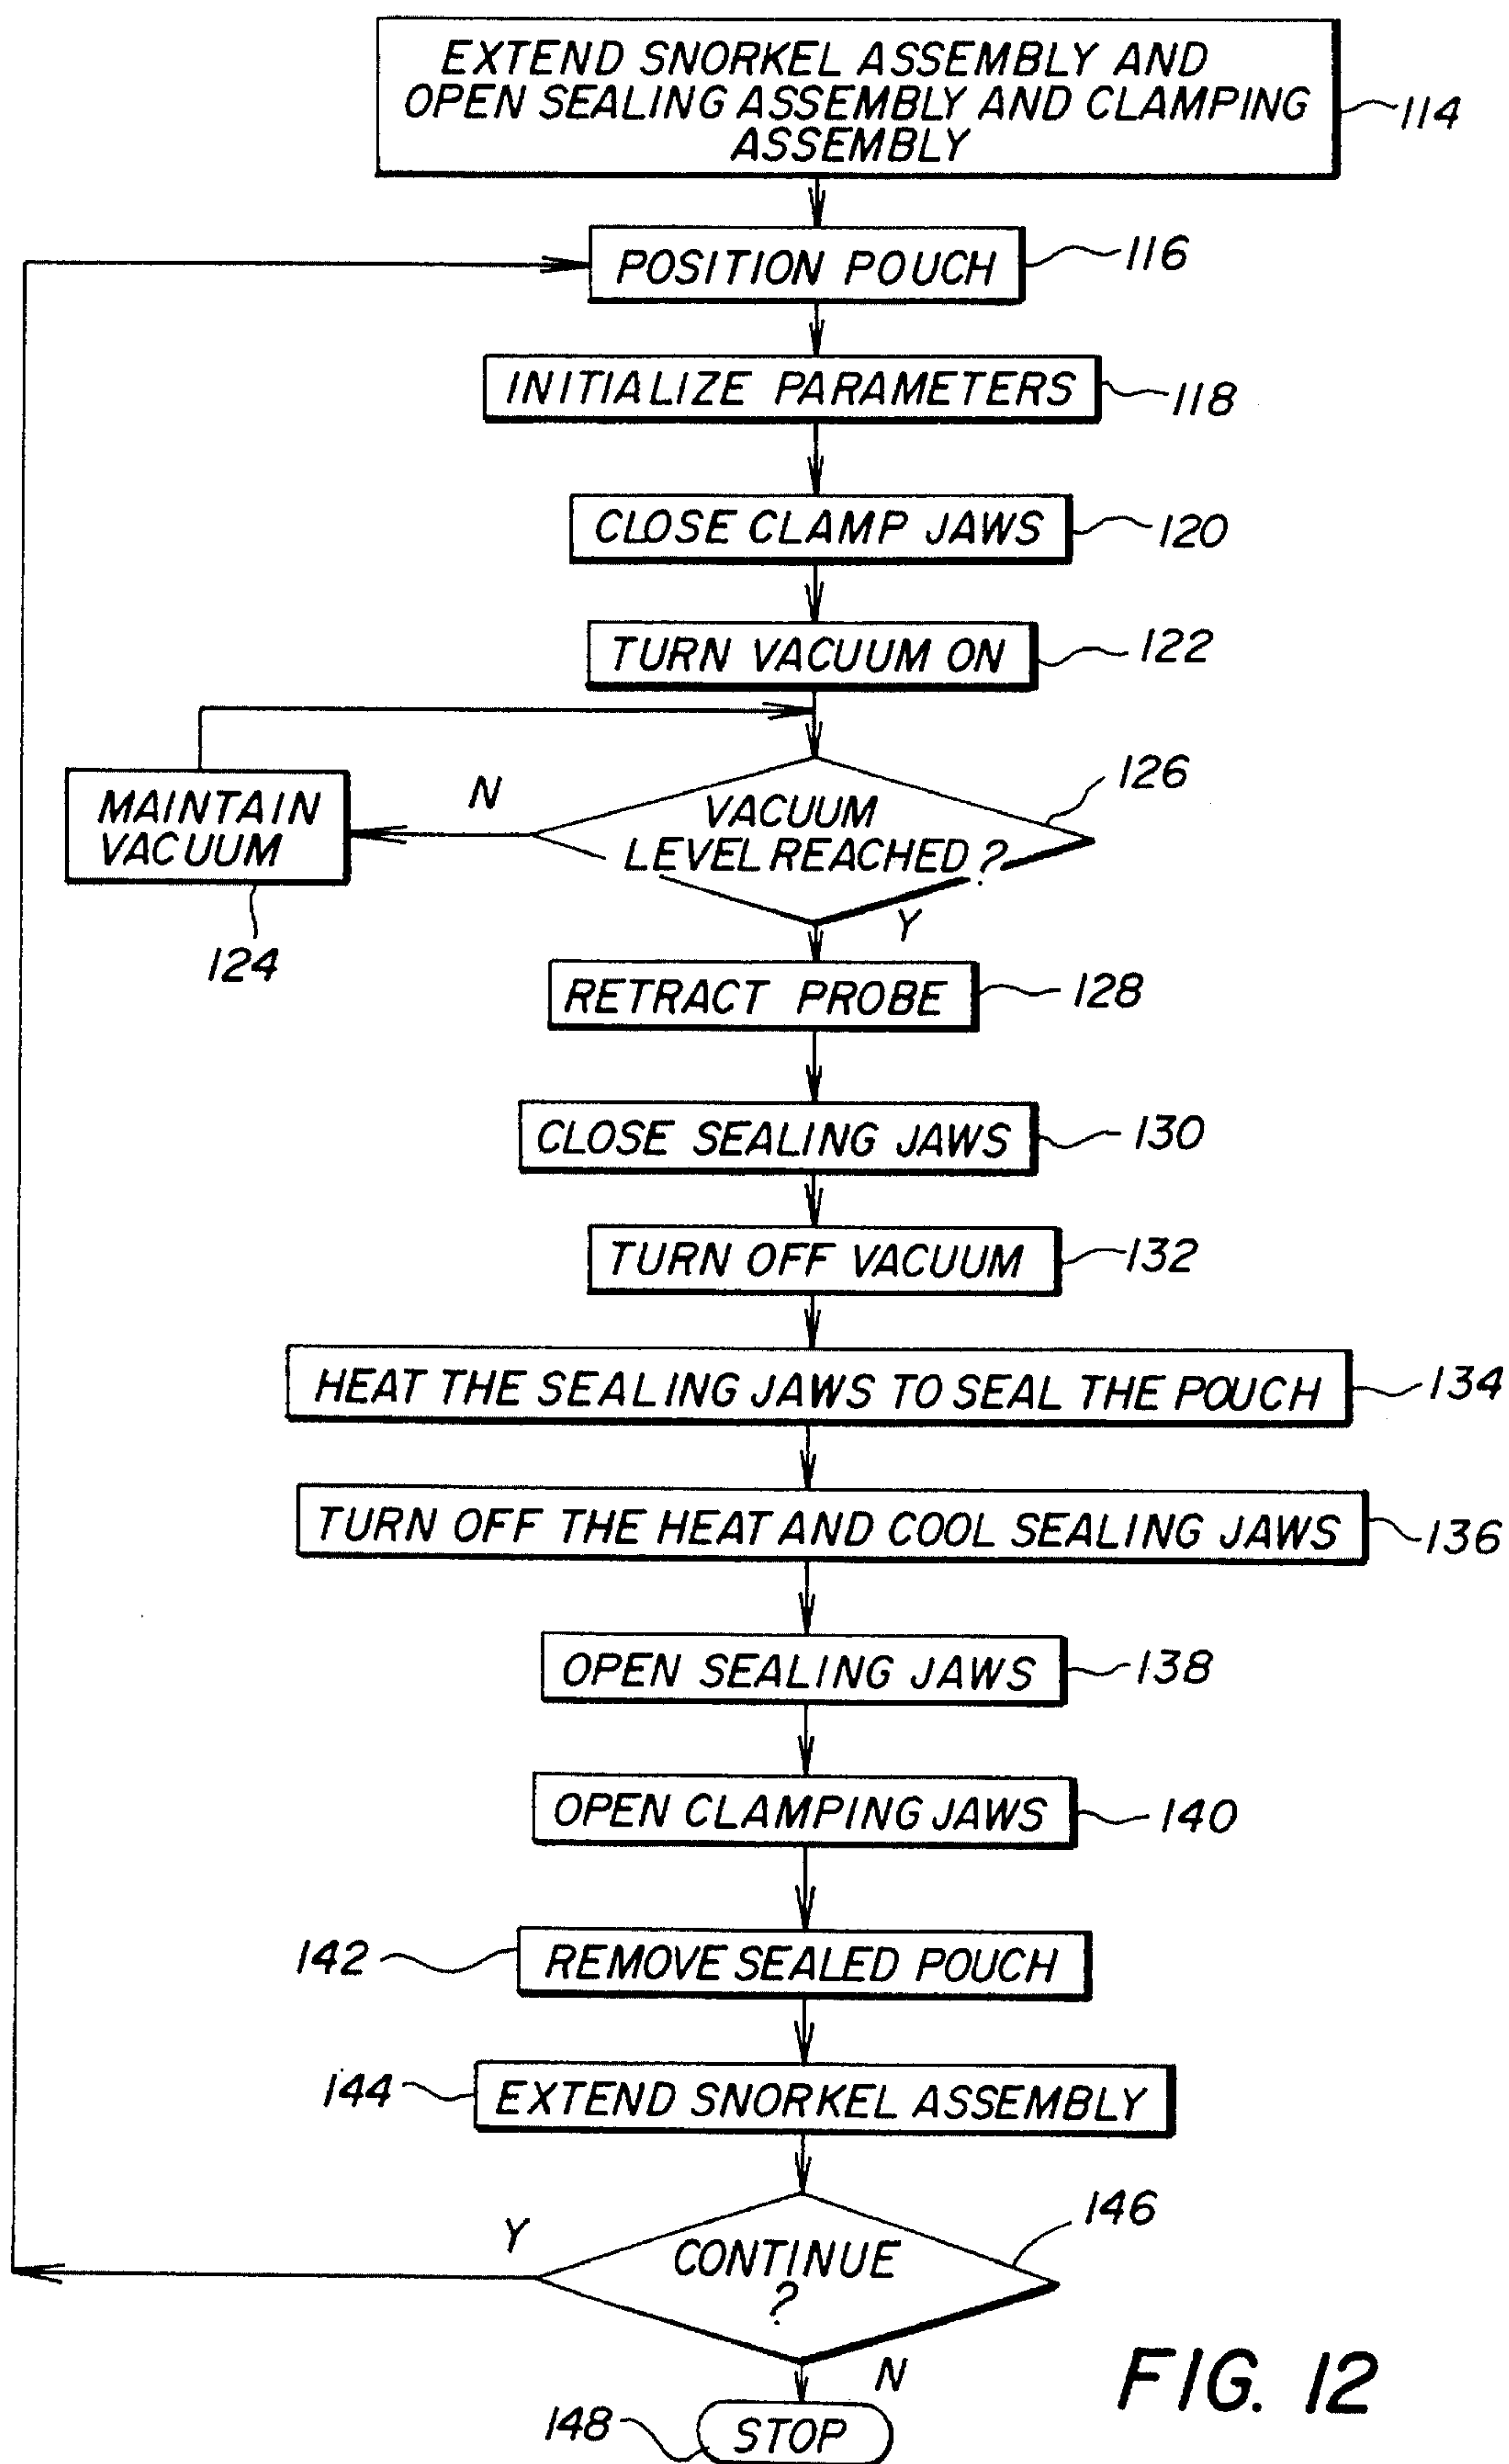 EXTEND SNORKEL ASSEMBLY AND
OPEN SEALING ASSEMBLY AND CLAMPING
ASSEMBLY
114
POSITION POUCH
116
INITIALIZE PARAMETERS
118
CLOSE CLAMP JAWS
120
TURN VACUUM ON
122
MAINTAIN
VACUUM
124
N
VACUUM
LEVEL REACHED?
126
Y
RETRACT PROBE
128
CLOSE SEALING JAWS
130
TURN OFF VACUUM
132
HEAT THE SEALING JAWS TO SEAL THE POUCH
134
TURN OFF THE HEAT AND COOL SEALING JAWS
136
OPEN SEALING JAWS
138
OPEN CLAMPING JAWS
140
142
REMOVE SEALED POUCH
144
EXTEND SNORKEL ASSEMBLY
Y
CONTINUE
?
146
N
148
STOP
FIG. 12